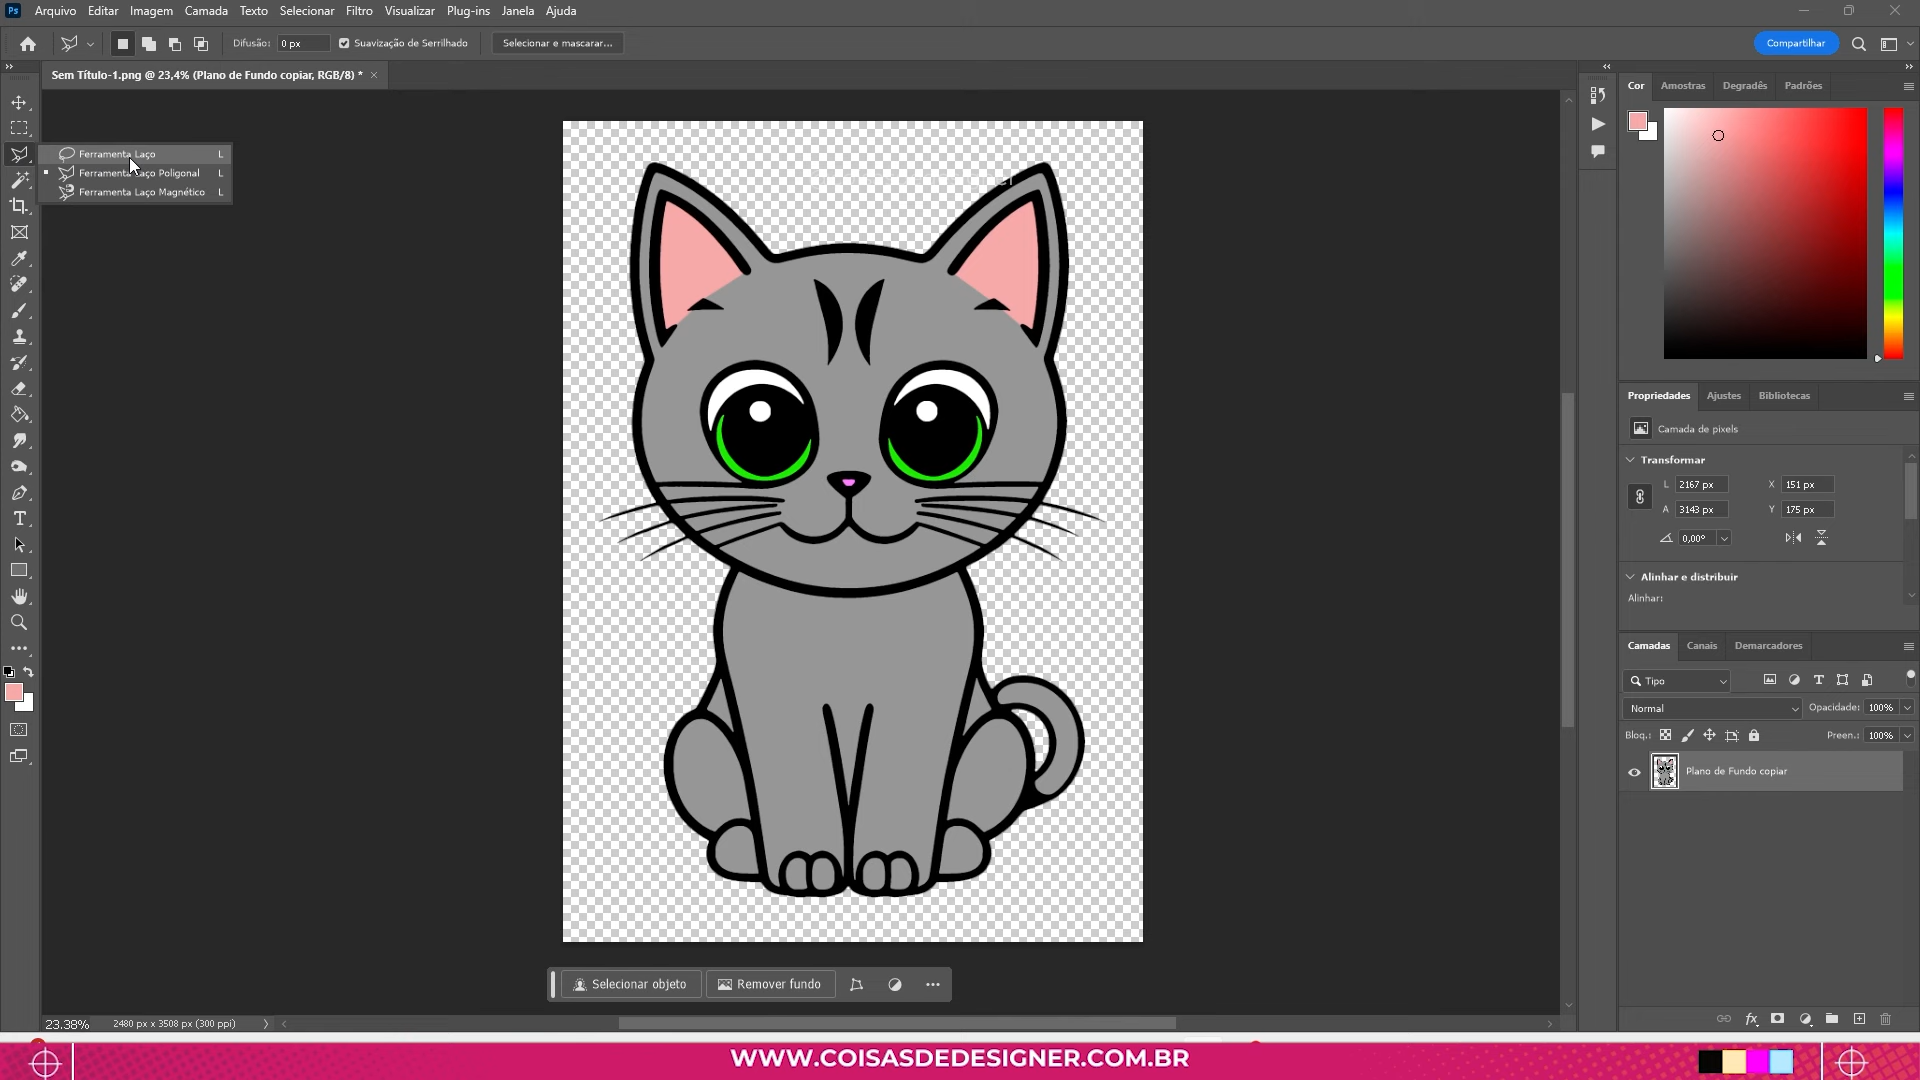 Ps Arquivo Editar Imagem Camada Texto Selecionar Filtro Visualizar Plug-ins Janela Ajuda
Difusão: 0 px Suavização de Serrilhado Selecionar e mascarar... Compartilhar
Sem Título-1.png @ 23,4% (Plano de Fundo copiar, RGB/8) *
Ferramenta Laço L
Ferramenta Laço Poligonal L
Ferramenta Laço Magnético L
Cor Amostras Degradês Padrões
Propriedades Ajustes Bibliotecas
Camada de pixels
Transformar
L 2167 px X 151 px
A 3143 px Y 175 px
0,00°
Alinhar e distribuir
Alinhar:
Camadas Canais Demarcadores
Tipo
Normal Opacidade: 100%
Bloq.: Preen.: 100%
Plano de Fundo copiar
Selecionar objeto Remover fundo
23.38% 2480 px x 3508 px (300 ppi)
WWW.COISASDEDESIGNER.COM.BR